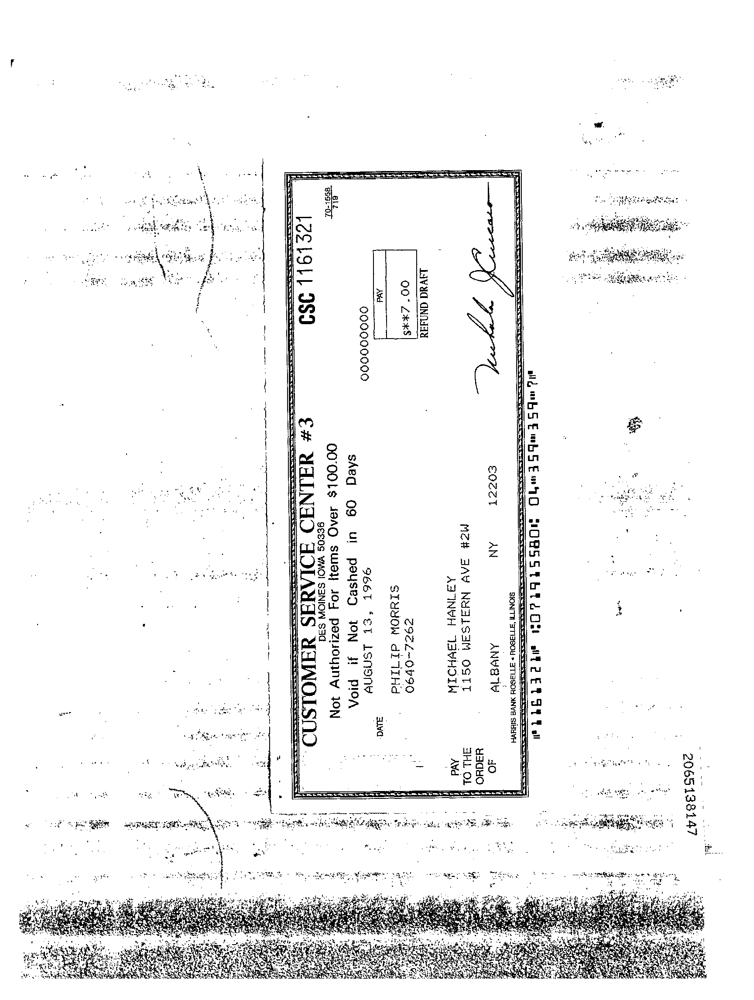 CUSTOMER SERVICE CENTER #3
CSC 1161321
DES MOINES IOWA 50336
70-1558
719
Not Authorized For Items Over $100.00
Void if Not Cashed in 60 Days
DATE AUGUST 13, 1996
0000000000
PHILIP MORRIS
0640-7262
PAY
$**7.00
REFUND DRAFT
PAY
TO THE
ORDER
OF
MICHAEL HANLEY
1150 WESTERN AVE #2W
ALBANY NY 12203
HARRIS BANK ROSELLE • ROSELLE, ILLINOIS
⑈1161321⑈ ⑆071915580⑆ 04⑉359⑉359⑉7⑈
2065138147